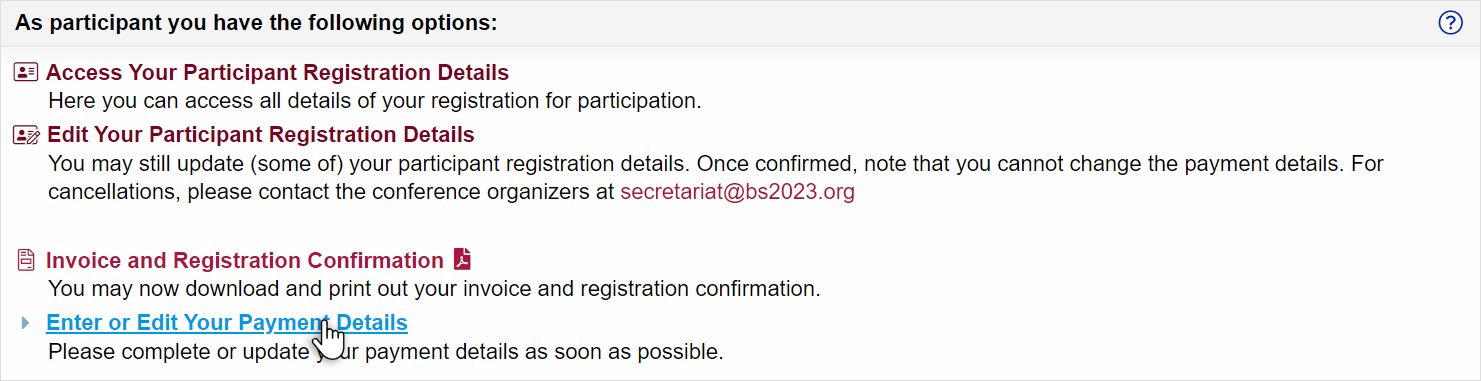 As participant you have the following options:
Access Your Participant Registration Details
Here you can access all details of your registration for participation.
Edit Your Participant Registration Details
You may still update (some of) your participant registration details. Once confirmed, note that you cannot change the payment details. For
cancellations, please contact the conference organizers at secretariat@bs2023.org
Invoice and Registration Confirmation
You may now download and print out your invoice and registration confirmation.
Enter or Edit Your Payment Details
Please complete or update your payment details as soon as possible.